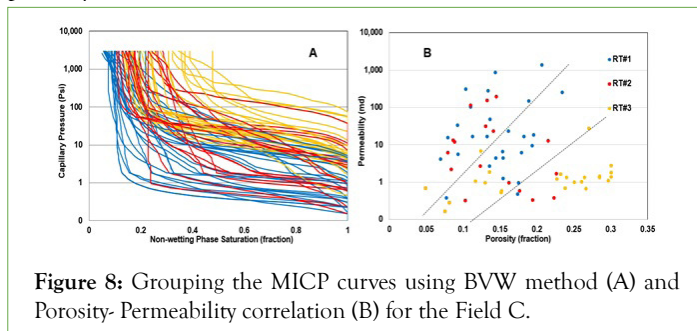 10,000
1,000
100
10
1
0
Capillary Pressure (Psi)
A
0
0.2
0.4
0.6
0.8
1
Non-wetting Phase Saturation (fraction)
10,000
1,000
100
10
1
0
Permeability (md)
B
RT#1
RT#2
RT#3
0.05
0.1
0.15
0.2
0.25
0.3
0.35
Porosity (fraction)
Figure 8: Grouping the MICP curves using BVW method (A) and
Porosity- Permeability correlation (B) for the Field C.